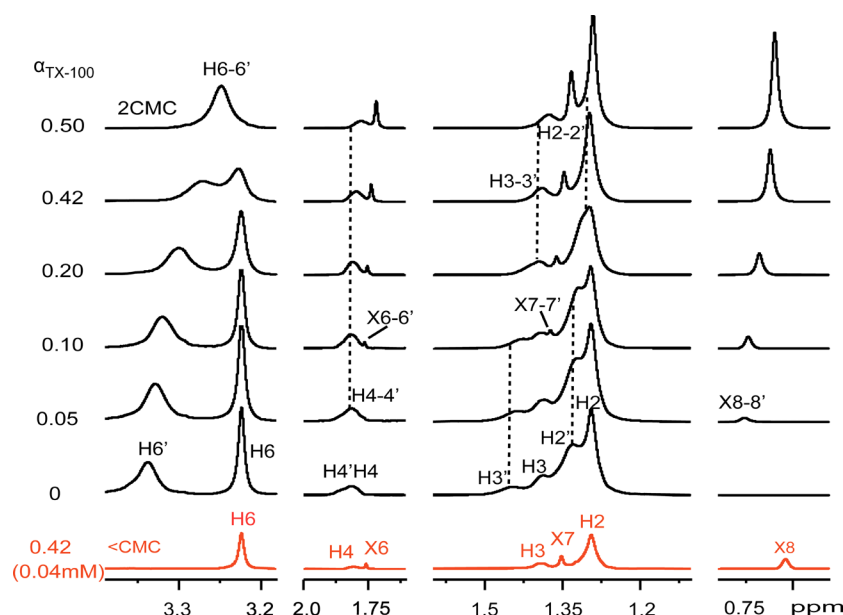 α_TX-100
H6-6’
2CMC
0.50
H2-2’
H3-3’
0.42
0.20
X7-7’
X6-6’
0.10
H4-4’
X8-8’
0.05
H2
H2’
H6’
H6
H4’H4
H3’
H3
0
H6
H2
0.42
<CMC
X7
X6
H4
H3
X8
(0.04mM)
3.3 3.2 2.0 1.75 1.5 1.35 1.2 0.75 ppm